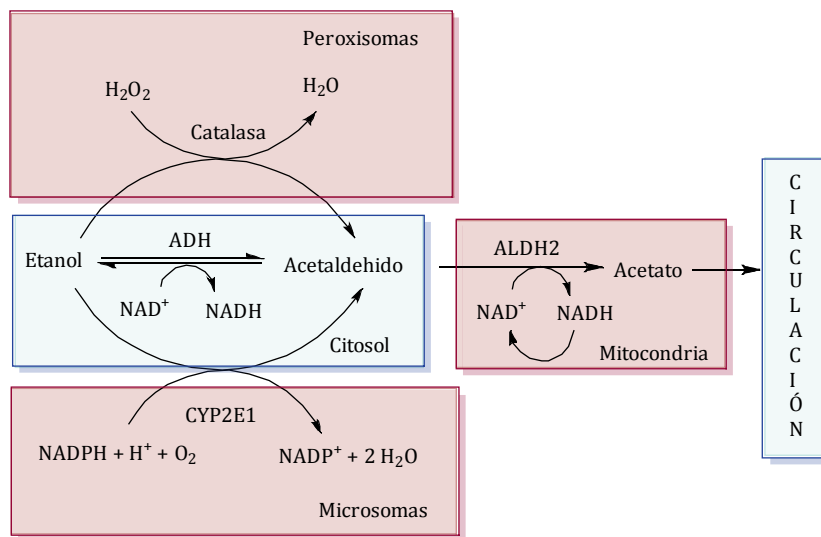 Peroxisomas
H₂O₂
H₂O
Catalasa
Etanol
ADH
Acetaldehido
NAD⁺
NADH
Citosol
ALDH2
Acetato
NAD⁺
NADH
Mitocondria
CIRCULACIÓN
CYP2E1
NADPH + H⁺ + O₂
NADP⁺ + 2 H₂O
Microsomas